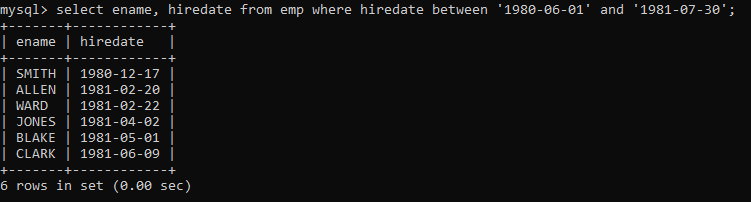 mysql> select ename, hiredate from emp where hiredate between '1980-06-01' and '1981-07-30';
+-------+------------+
| ename | hiredate   |
+-------+------------+
| SMITH | 1980-12-17 |
| ALLEN | 1981-02-20 |
| WARD  | 1981-02-22 |
| JONES | 1981-04-02 |
| BLAKE | 1981-05-01 |
| CLARK | 1981-06-09 |
+-------+------------+
6 rows in set (0.00 sec)